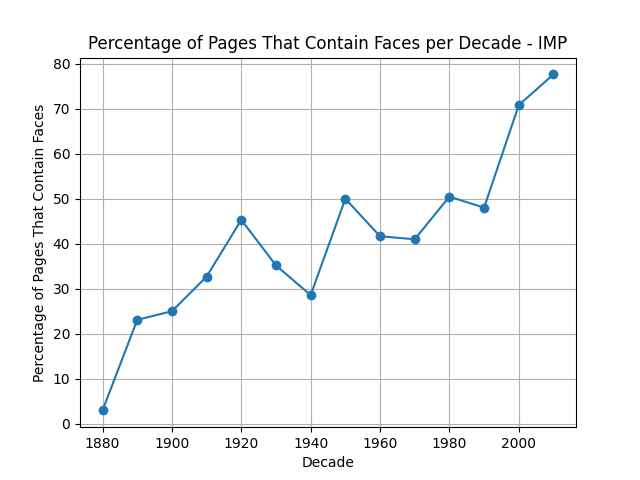 Percentage of Pages That Contain Faces per Decade - IMP
Percentage of Pages That Contain Faces
80
70
60
50
40
30
20
10
0
1880 1900 1920 1940 1960 1980 2000
Decade